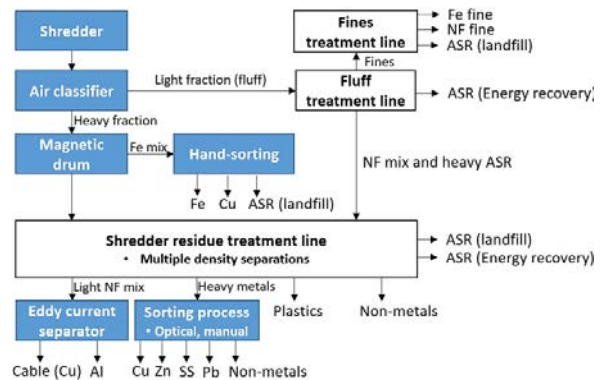 Shredder
Fines
treatment line
Fe fine
NF fine
ASR (landfill)
Fines
Air classifier
Light fraction (fluff)
Fluff
treatment line
ASR (Energy recovery)
Heavy fraction
Magnetic
drum
Fe mix
Hand-sorting
NF mix and heavy ASR
Fe
Cu
ASR (landfill)
Shredder residue treatment line
• Multiple density separations
ASR (landfill)
ASR (Energy recovery)
Light NF mix
Heavy metals
Plastics
Non-metals
Eddy current
separator
Sorting process
• Optical, manual
Cable (Cu)
Al
Cu
Zn
SS
Pb
Non-metals